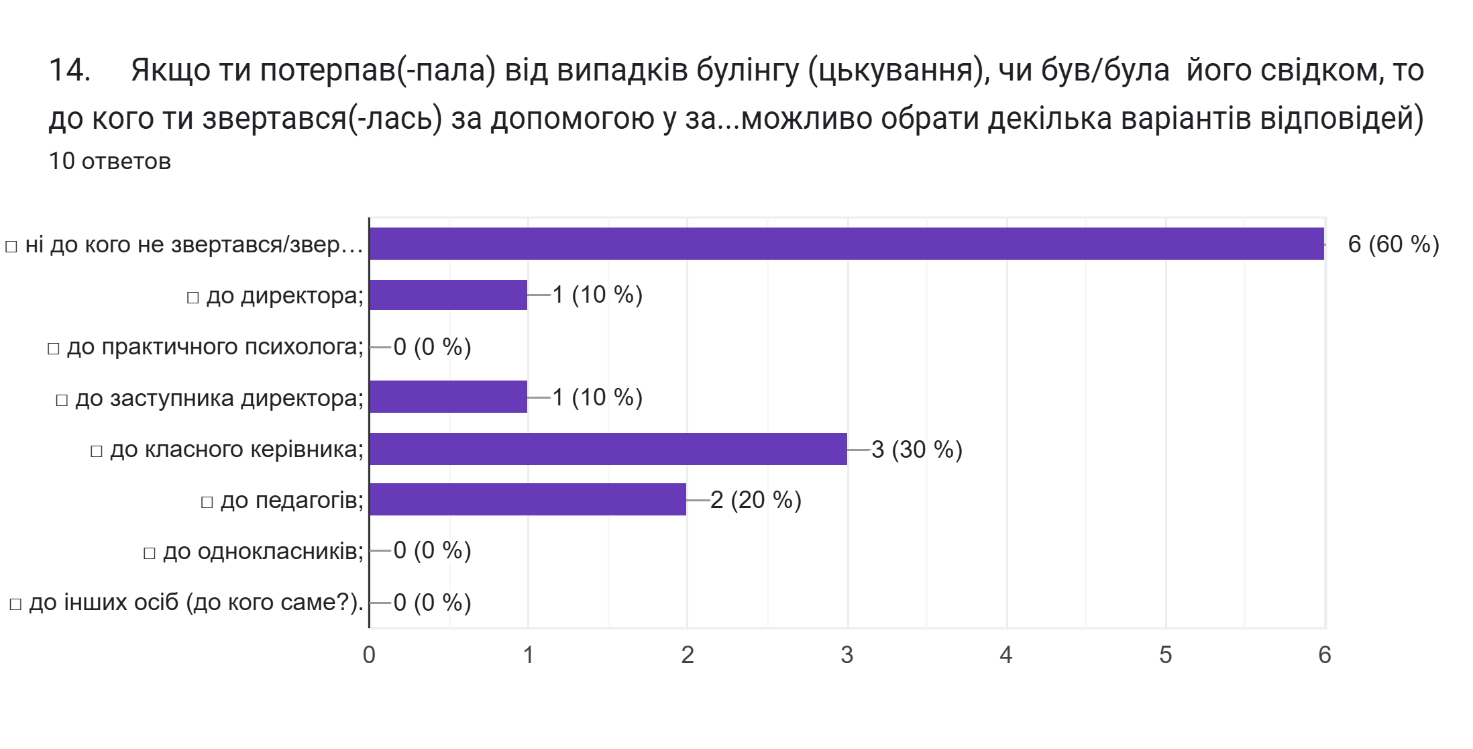 14. Якщо ти потерпав(-пала) від випадків булінгу (цькування), чи був/була його свідком, то
до кого ти звертався(-лась) за допомогою у за...можливо обрати декілька варіантів відповідей)
10 ответов
□ ні до кого не звертався/звер… 6 (60 %)
□ до директора; 1 (10 %)
□ до практичного психолога; 0 (0 %)
□ до заступника директора; 1 (10 %)
□ до класного керівника; 3 (30 %)
□ до педагогів; 2 (20 %)
□ до однокласників; 0 (0 %)
□ до інших осіб (до кого саме?). 0 (0 %)
0 1 2 3 4 5 6